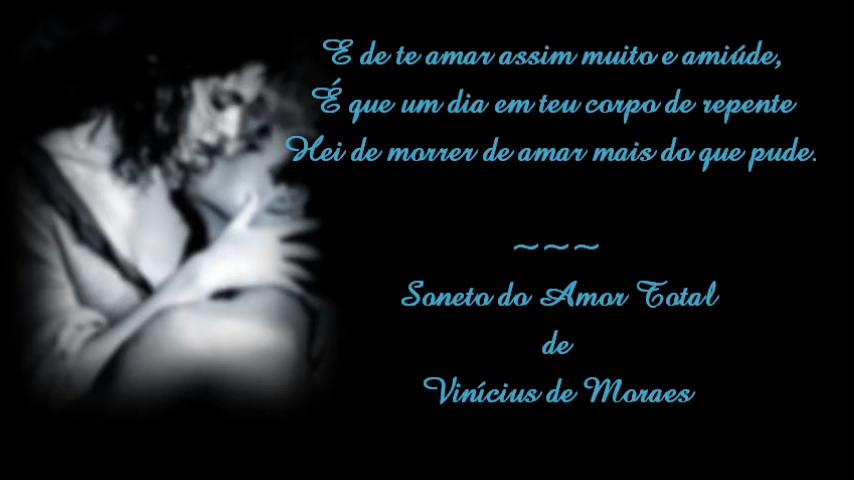 E de te amar assim muito e amiúde,
É que um dia em teu corpo de repente
Hei de morrer de amar mais do que pude.
~~~
Soneto do Amor Total
de
Vinícius de Moraes